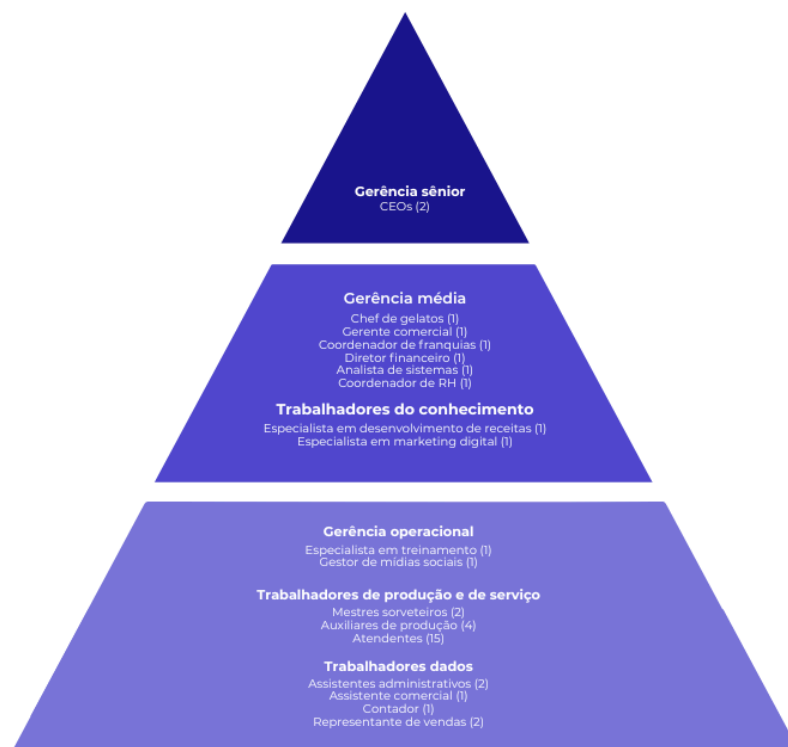 Gerência sênior
CEOs (2)
Gerência média
Chef de gelatos (1)
Gerente comercial (1)
Coordenador de franquias (1)
Diretor financeiro (1)
Analista de sistemas (1)
Coordenador de RH (1)
Trabalhadores do conhecimento
Especialista em desenvolvimento de receitas (1)
Especialista em marketing digital (1)
Gerência operacional
Especialista em treinamento (1)
Gestor de mídias sociais (1)
Trabalhadores de produção e de serviço
Mestres sorveteiros (2)
Auxiliares de produção (4)
Atendentes (15)
Trabalhadores dados
Assistentes administrativos (2)
Assistente comercial (1)
Contador (1)
Representante de vendas (2)